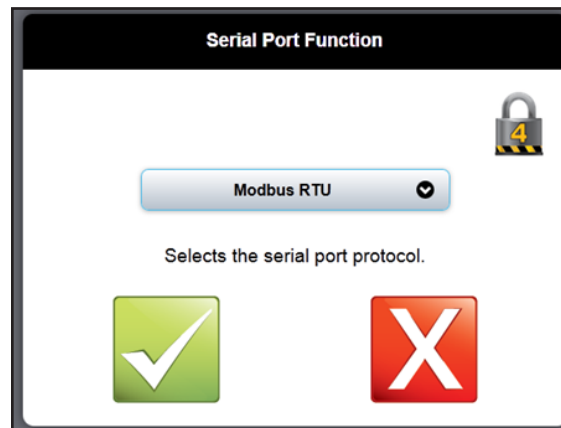 Serial Port Function
4
Modbus RTU
Selects the serial port protocol.
X